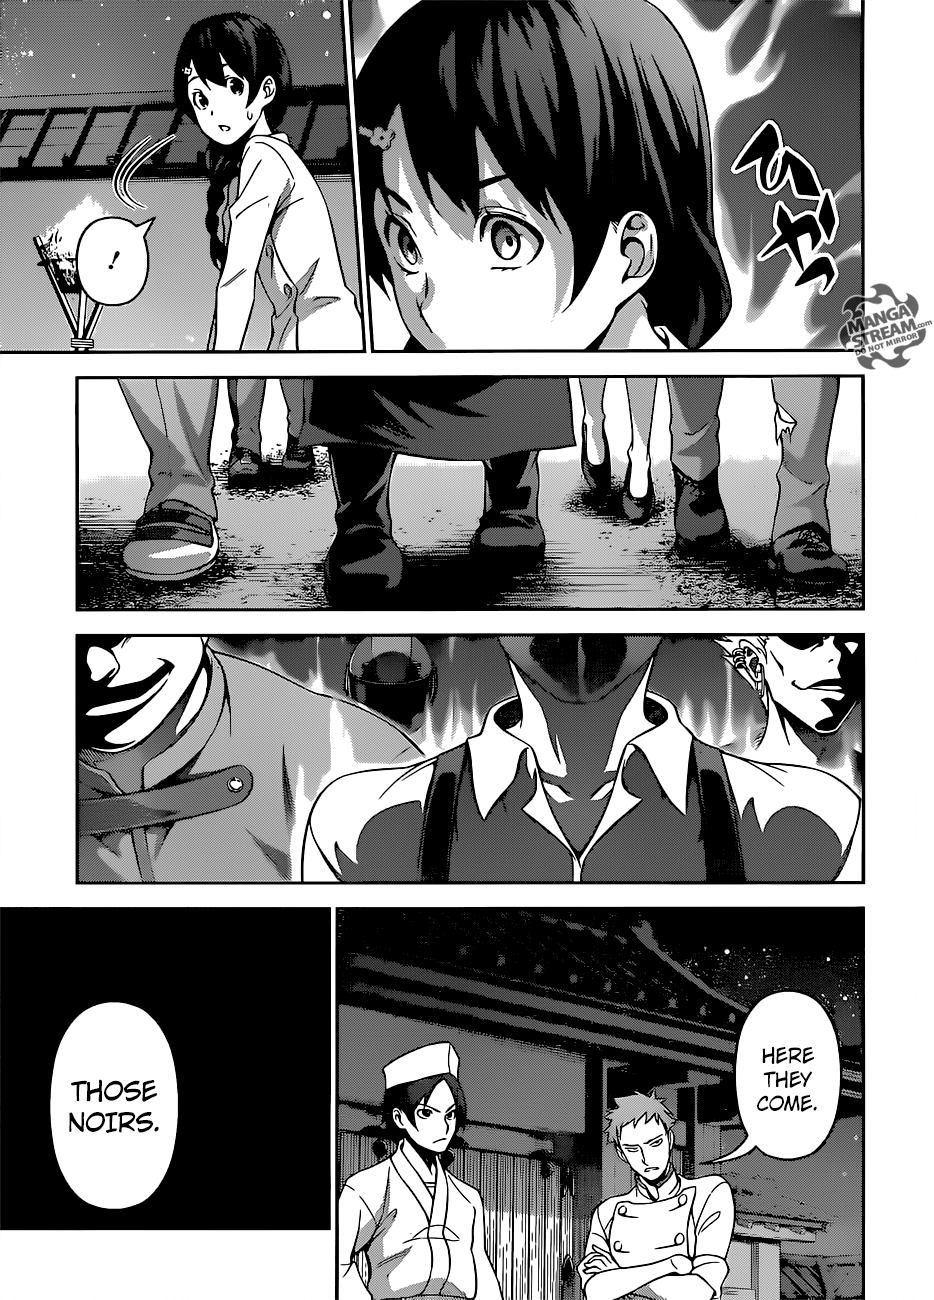 ひやっ
!
MANGA
STREAM.com
DO NOT MIRROR
HERE
THEY
COME.
THOSE
NOIRS.